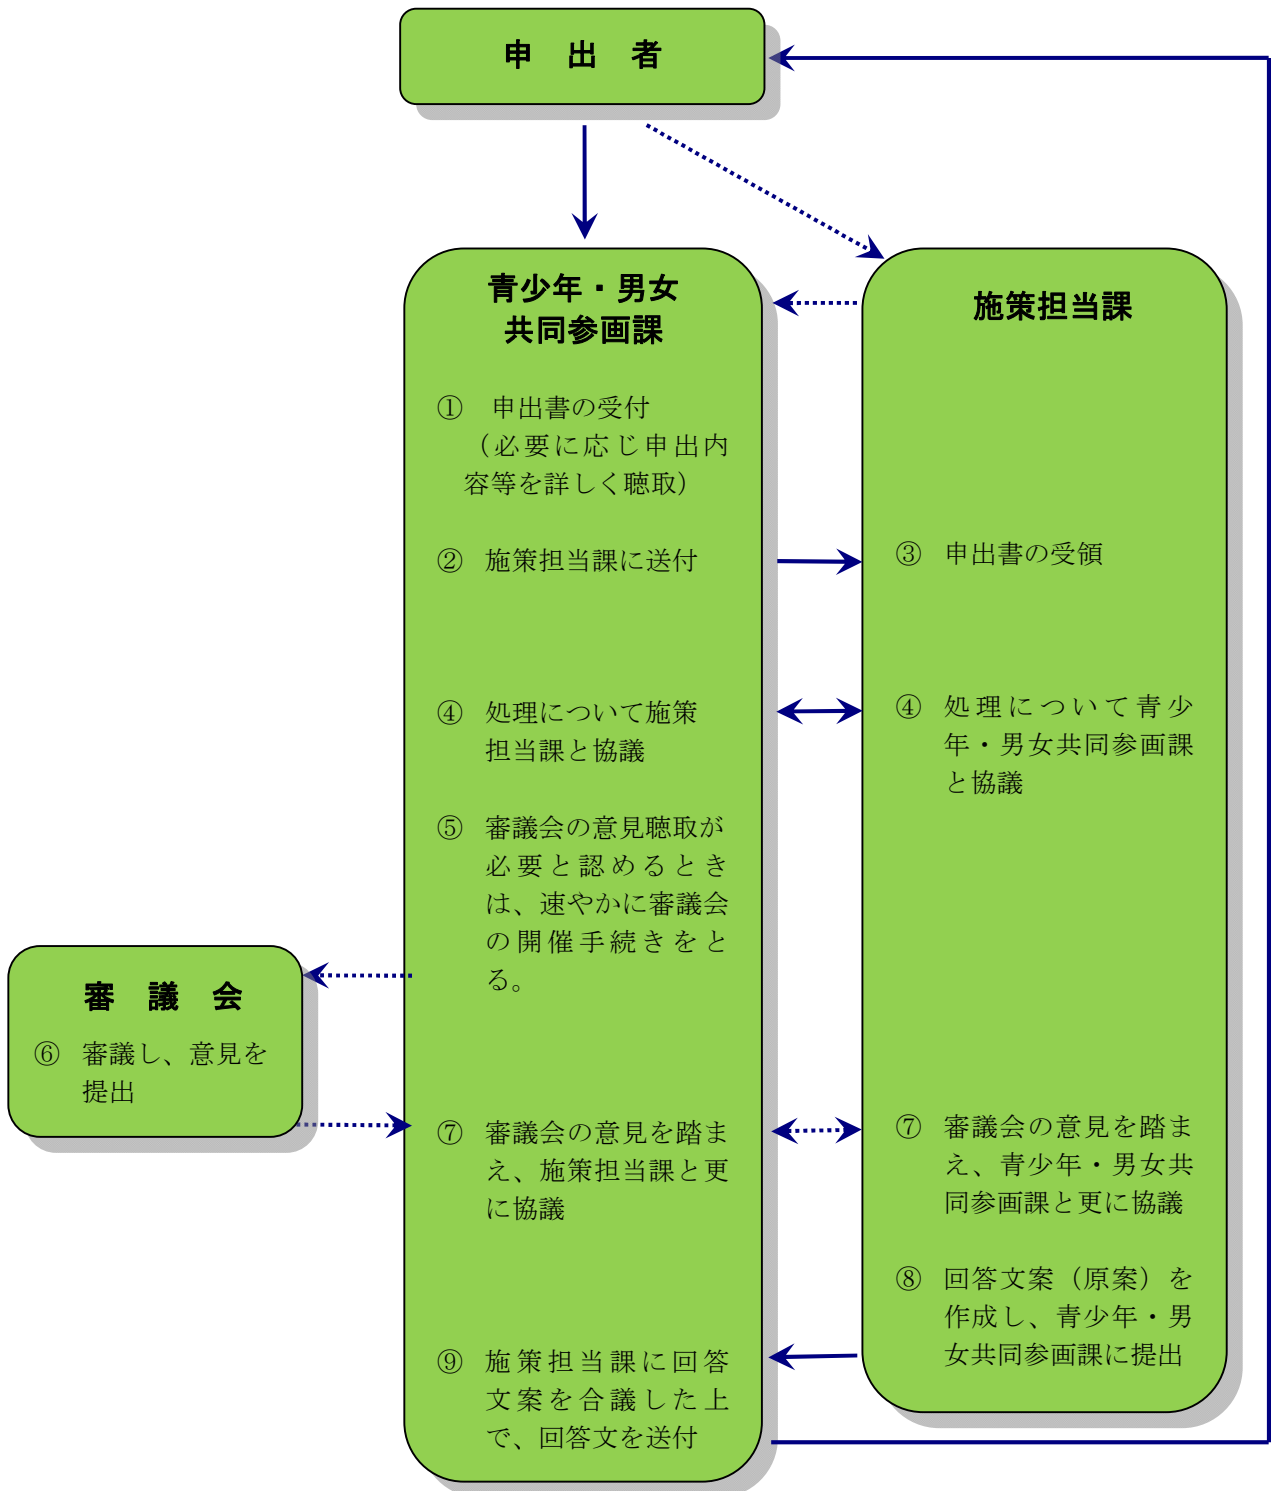 申　出　者
青少年・男女
共同参画課
①　申出書の受付
（必要に応じ申出内
容等を詳しく聴取）
②　施策担当課に送付
④　処理について施策
担当課と協議
⑤　審議会の意見聴取が
必要と認めるとき
は、速やかに審議会
の開催手続きをと
る。
⑦　審議会の意見を踏ま
え、施策担当課と更
に協議
⑨　施策担当課に回答
文案を合議した上
で、回答文を送付
施策担当課
③　申出書の受領
④　処理について青少
年・男女共同参画課
と協議
⑦　審議会の意見を踏ま
え、青少年・男女共
同参画課と更に協議
⑧　回答文案（原案）を
作成し、青少年・男
女共同参画課に提出
審　議　会
⑥　審議し、意見を
提出